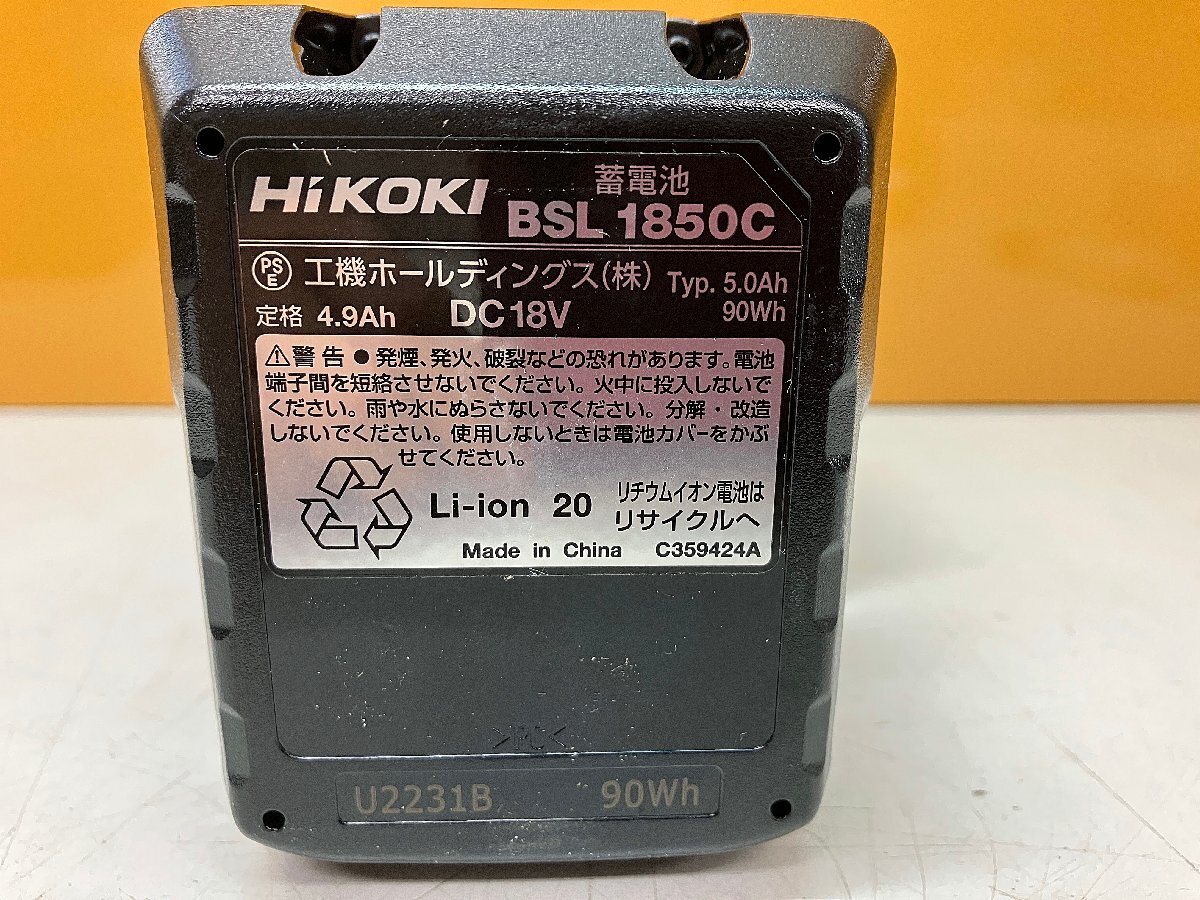 HiKOKI 蓄電池
BSL 1850C
PSE 工機ホールディングス(株) Typ. 5.0Ah
定格 4.9Ah DC18V 90Wh
⚠警告 ●発煙、発火、破裂などの恐れがあります。電池
端子間を短絡させないでください。火中に投入しないで
ください。雨や水にぬらさないでください。分解・改造
しないでください。使用しないときは電池カバーをかぶ
せてください。
Li-ion 20 リチウムイオン電池は
リサイクルへ
Made in China C359424A
>PC<
U2231B 90Wh